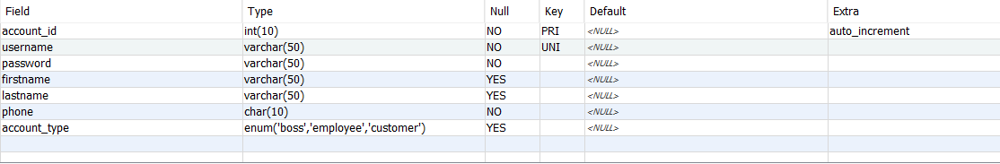 Field Type Null Key Default Extra
account_id int(10) NO PRI <NULL> auto_increment
username varchar(50) NO UNI <NULL>
password varchar(50) NO <NULL>
firstname varchar(50) YES <NULL>
lastname varchar(50) YES <NULL>
phone char(10) NO <NULL>
account_type enum('boss','employee','customer') YES <NULL>